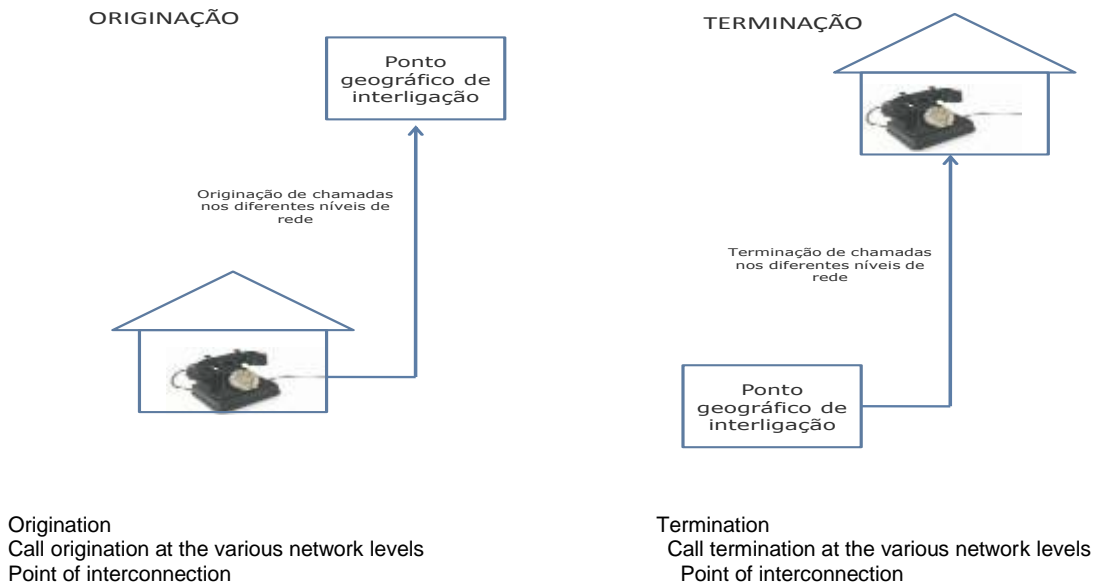 ORIGINAÇÃO
Ponto
geográfico de
interligação
Originação de chamadas
nos diferentes níveis de
rede
TERMINAÇÃO
Terminação de chamadas
nos diferentes níveis de
rede
Ponto
geográfico de
interligação
Origination
Call origination at the various network levels
Point of interconnection
Termination
Call termination at the various network levels
Point of interconnection